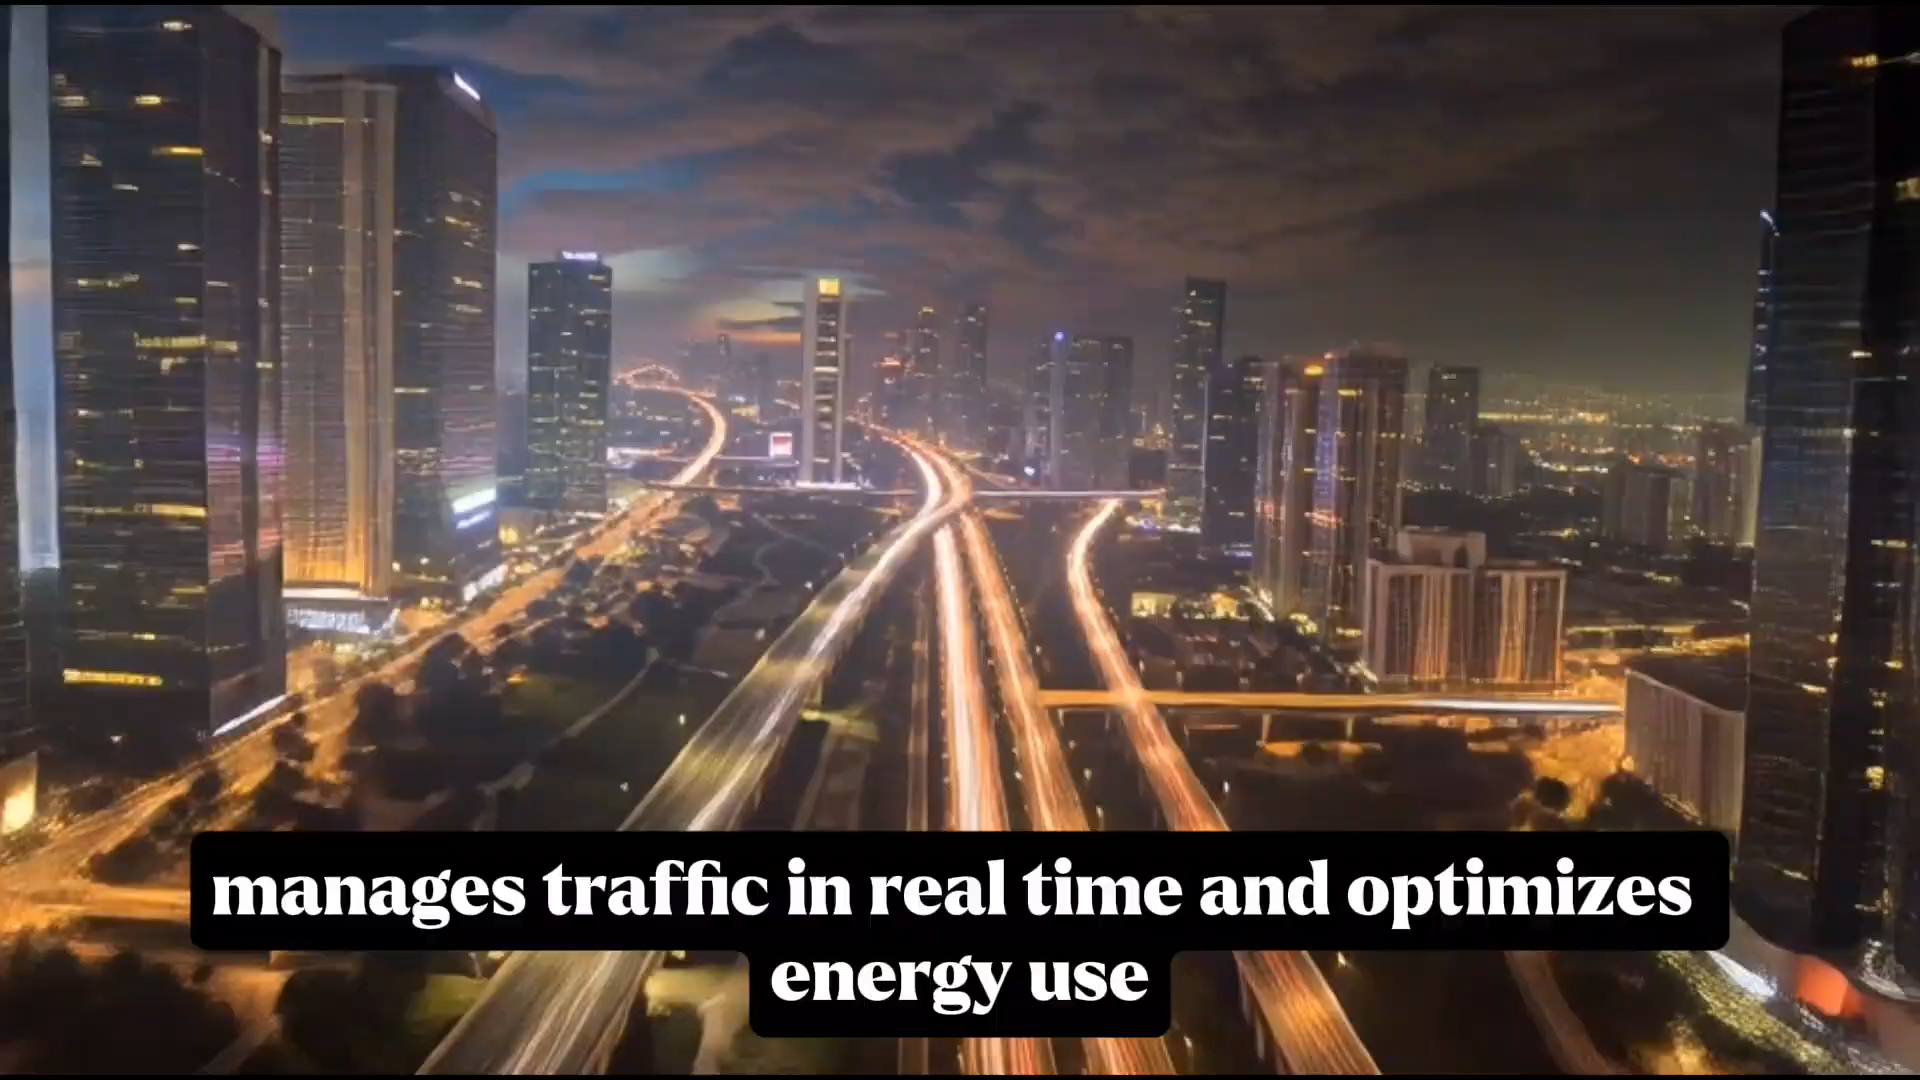 manages traffic in real time and optimizes
energy use